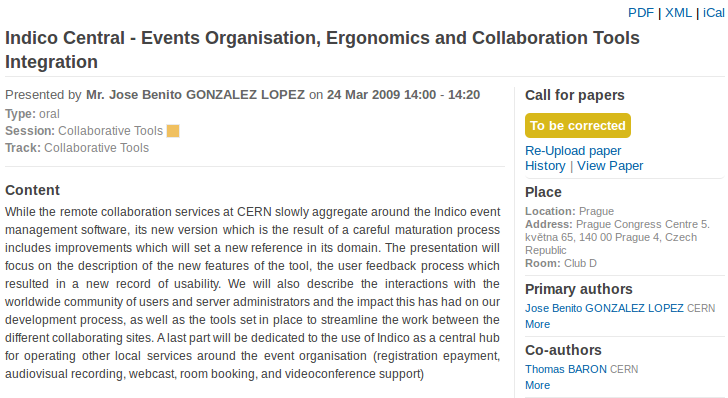 PDF | XML | iCal
Indico Central - Events Organisation, Ergonomics and Collaboration Tools
Integration
Presented by Mr. Jose Benito GONZALEZ LOPEZ on 24 Mar 2009 14:00 - 14:20
Type: oral
Session: Collaborative Tools
Track: Collaborative Tools
Content
While the remote collaboration services at CERN slowly aggregate around the Indico event
management software, its new version which is the result of a careful maturation process
includes improvements which will set a new reference in its domain. The presentation will
focus on the description of the new features of the tool, the user feedback process which
resulted in a new record of usability. We will also describe the interactions with the
worldwide community of users and server administrators and the impact this has had on our
development process, as well as the tools set in place to streamline the work between the
different collaborating sites. A last part will be dedicated to the use of Indico as a central hub
for operating other local services around the event organisation (registration epayment,
audiovisual recording, webcast, room booking, and videoconference support)
Call for papers
To be corrected
Re-Upload paper
History | View Paper
Place
Location: Prague
Address: Prague Congress Centre 5.
května 65, 140 00 Prague 4, Czech
Republic
Room: Club D
Primary authors
Jose Benito GONZALEZ LOPEZ CERN
More
Co-authors
Thomas BARON CERN
More